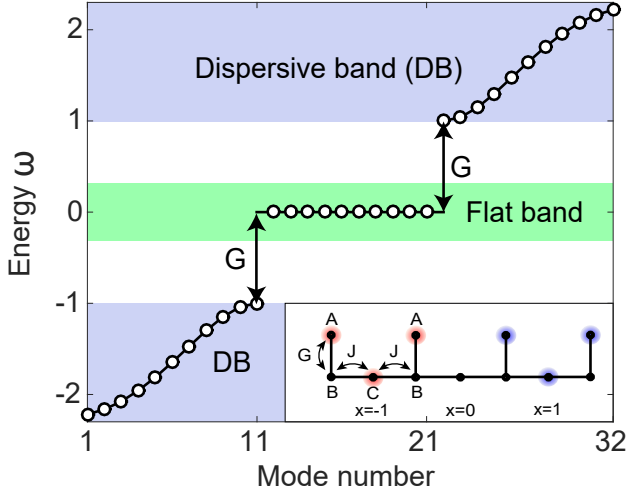 Energy ω
2
1
0
-1
-2
Dispersive band (DB)
G
Flat band
G
DB
A
A
G
J
J
B
C
B
x=-1
x=0
x=1
1
11
21
32
Mode number